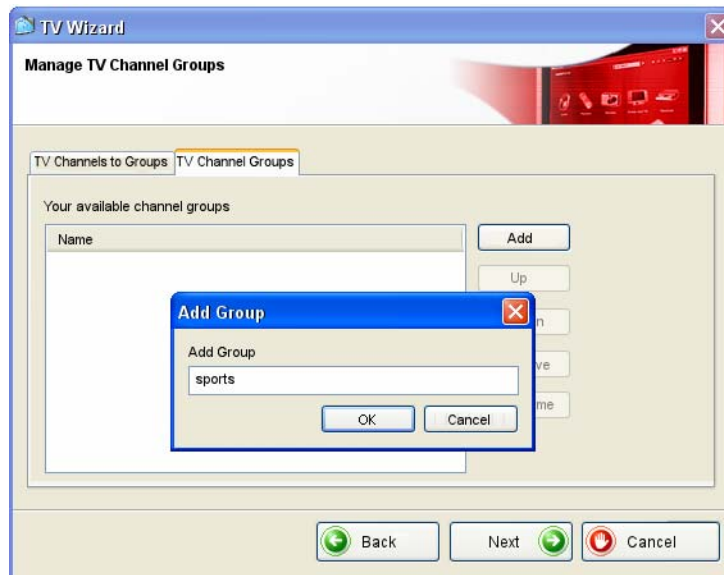 TV Wizard
Manage TV Channel Groups
TV Channels to Groups TV Channel Groups
Your available channel groups
Name
Add
Up
Add Group
Add Group
sports
OK Cancel
Back Next Cancel